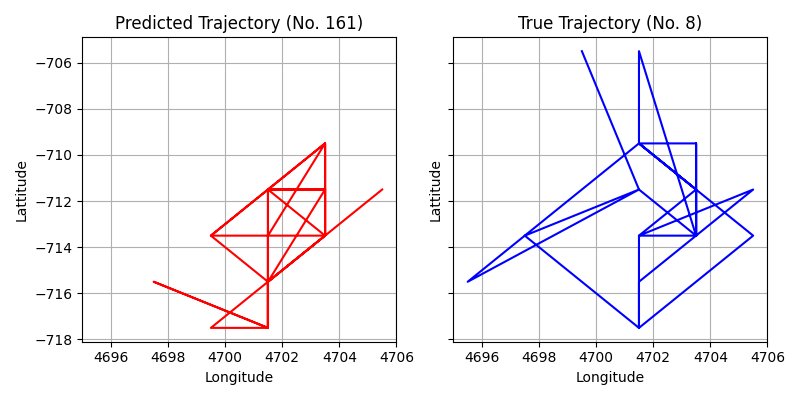 Predicted Trajectory (No. 161)
True Trajectory (No. 8)
−706
−708
−710
−712
−714
−716
−718
Lattitude
Lattitude
4696 4698 4700 4702 4704 4706
4696 4698 4700 4702 4704 4706
Longitude
Longitude